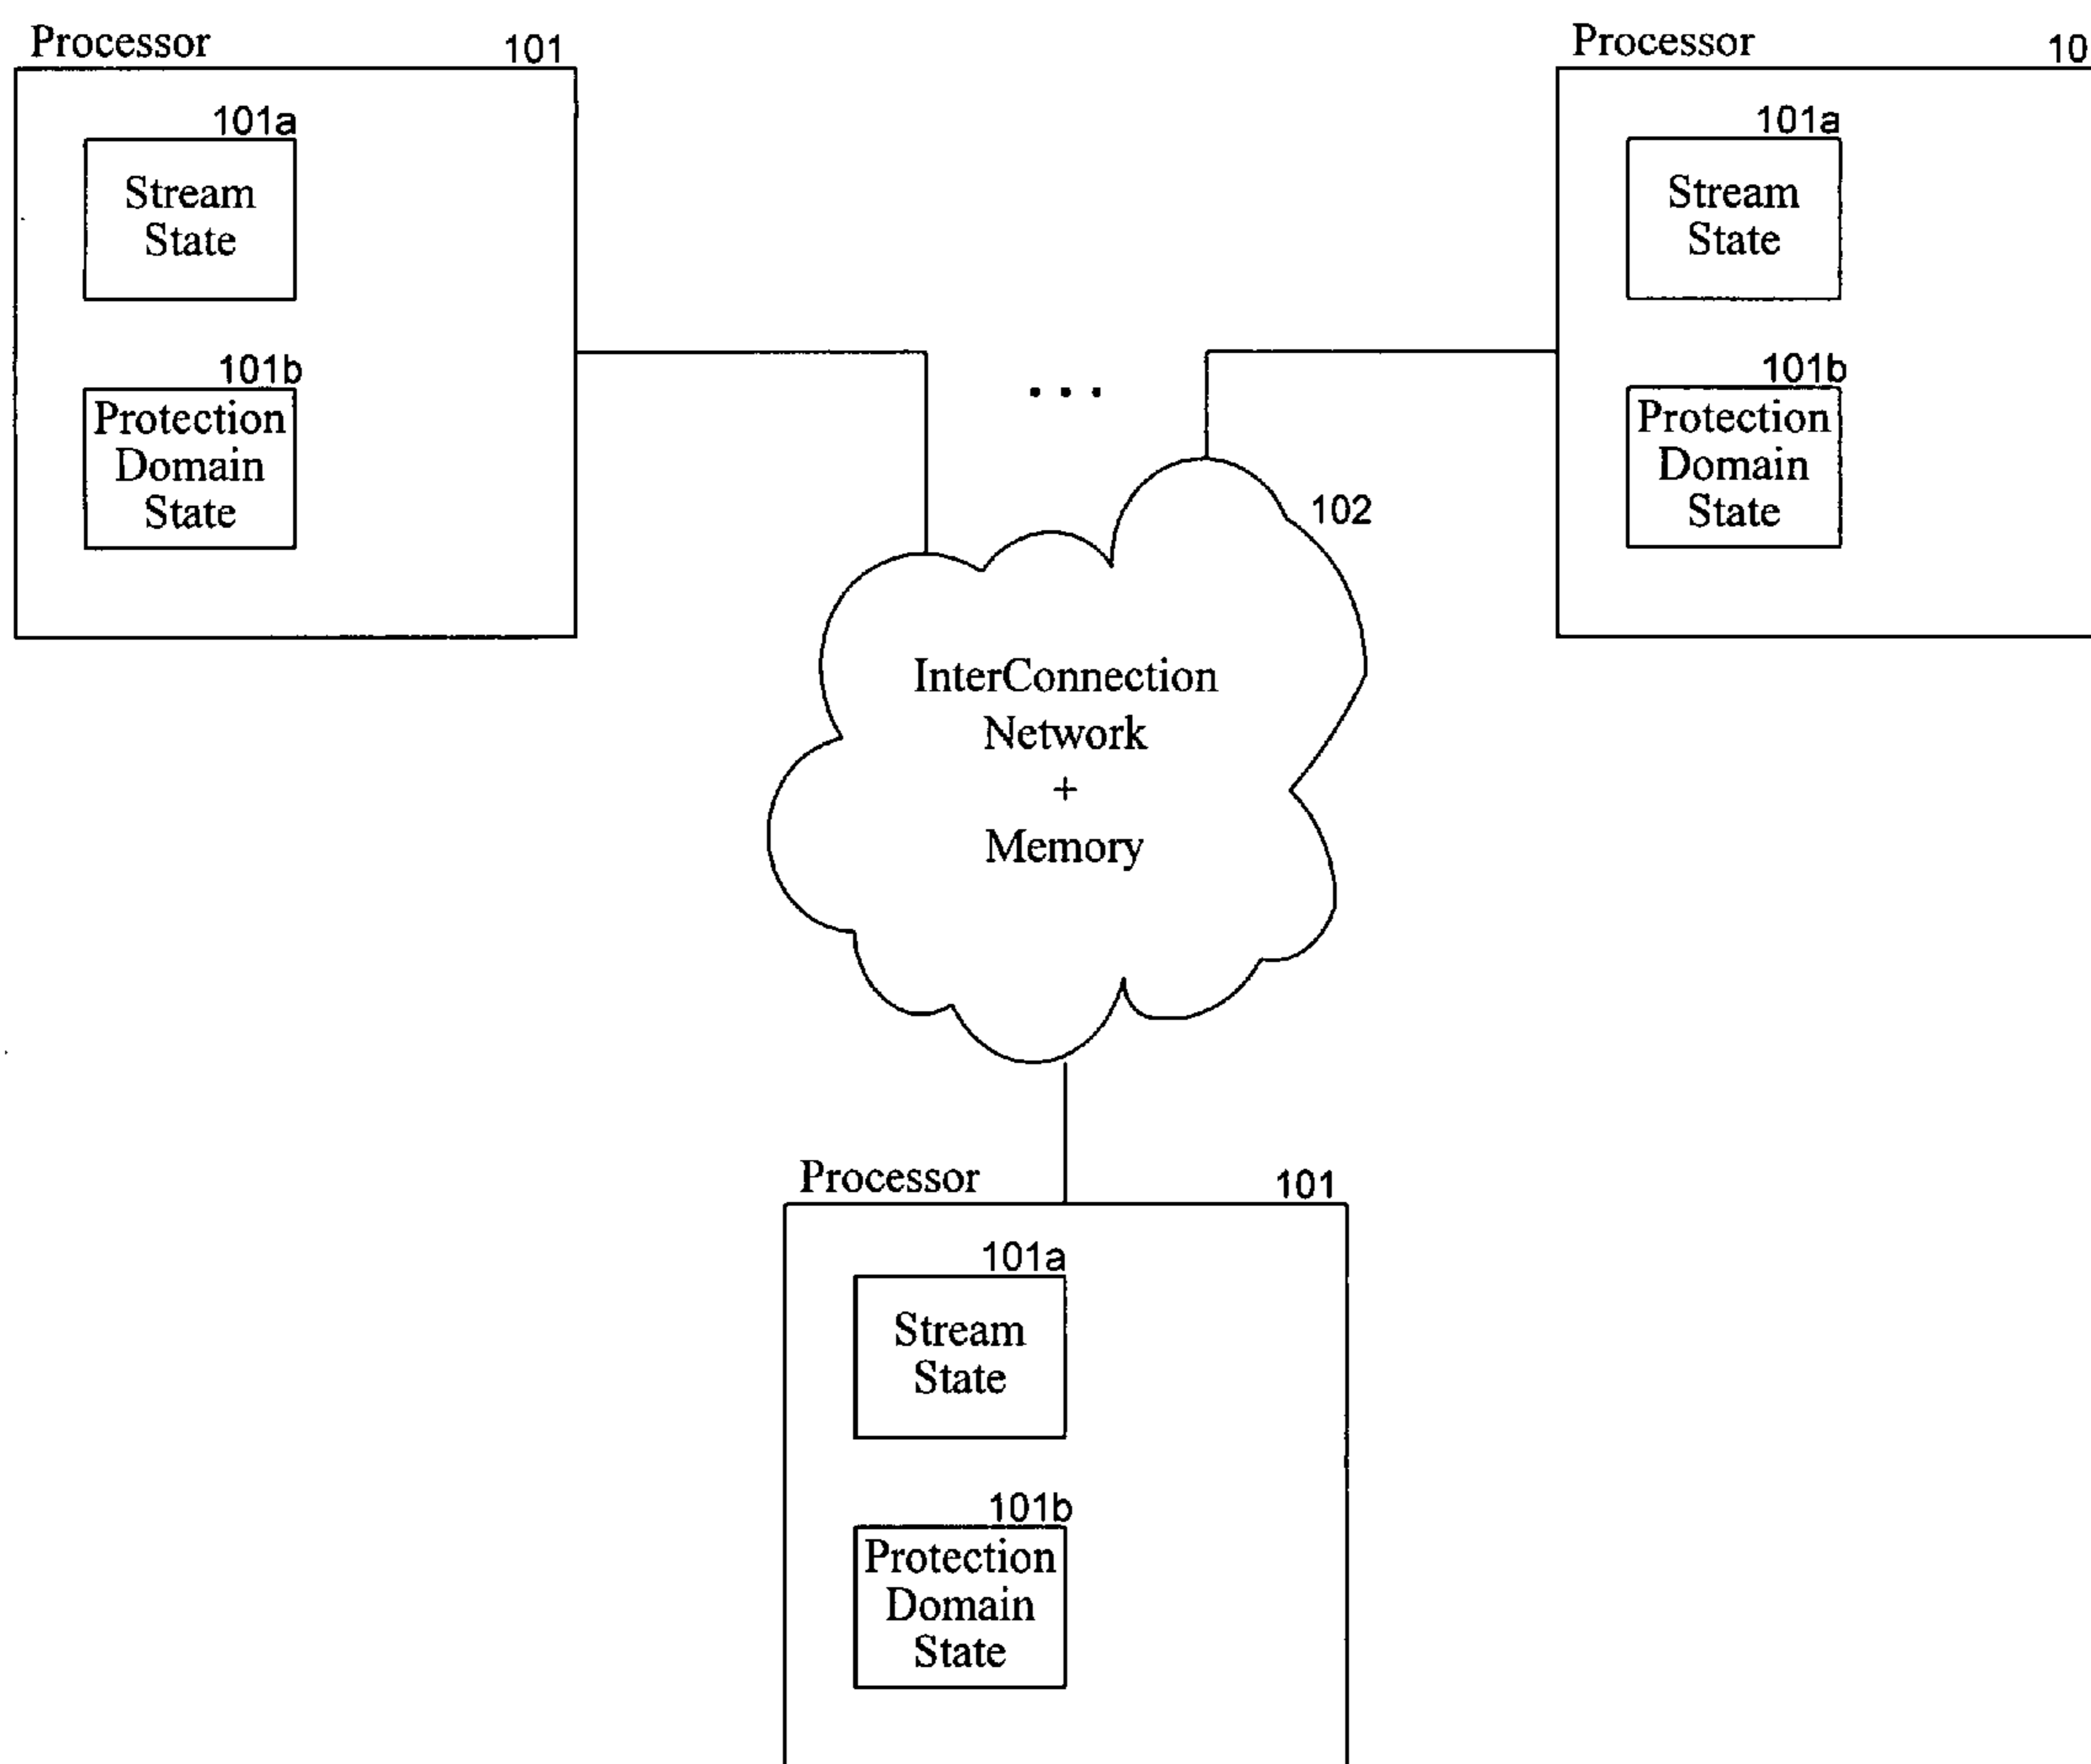 Processor 101
101a
Stream
State
101b
Protection
Domain
State
Processor 10
101a
Stream
State
101b
Protection
Domain
State
...
102
InterConnection
Network
+
Memory
Processor 101
101a
Stream
State
101b
Protection
Domain
State